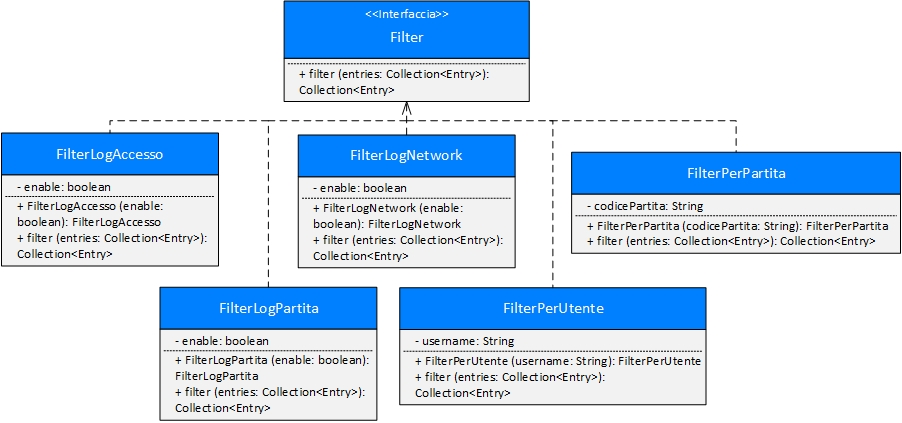 <<Interfaccia>>
Filter
+ filter (entries: Collection<Entry>):
Collection<Entry>
FilterLogAccesso
- enable: boolean
+ FilterLogAccesso (enable:
boolean): FilterLogAccesso
+ filter (entries: Collection<Entry>):
Collection<Entry>
FilterLogNetwork
- enable: boolean
+ FilterLogNetwork (enable:
boolean): FilterLogNetwork
+ filter (entries: Collection<Entry>):
Collection<Entry>
FilterPerPartita
- codicePartita: String
+ FilterPerPartita (codicePartita: String): FilterPerPartita
+ filter (entries: Collection<Entry>): Collection<Entry>
FilterLogPartita
- enable: boolean
+ FilterLogPartita (enable: boolean):
FilterLogPartita
+ filter (entries: Collection<Entry>):
Collection<Entry>
FilterPerUtente
- username: String
+ FilterPerUtente (username: String): FilterPerUtente
+ filter (entries: Collection<Entry>):
Collection<Entry>